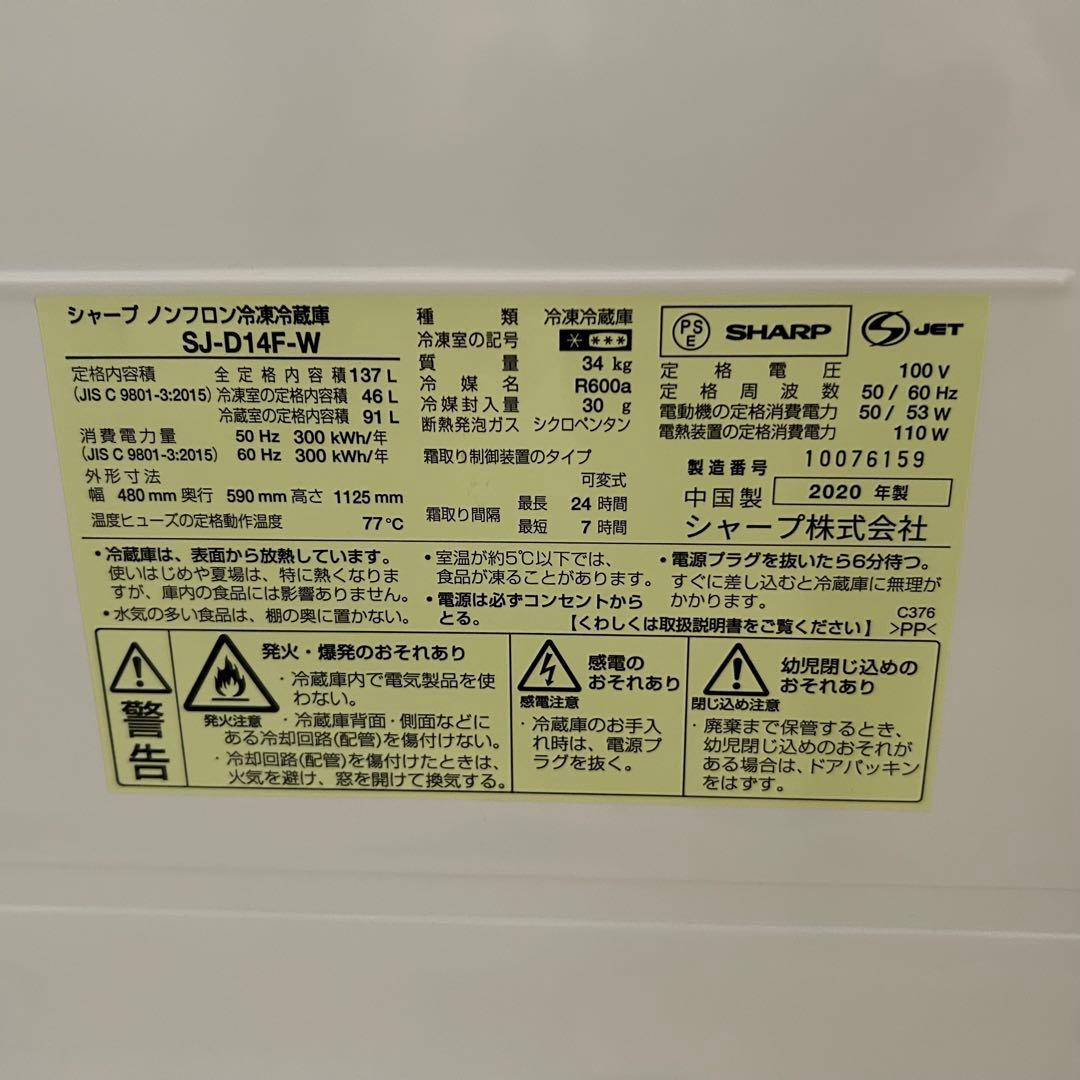 シャープ ノンフロン冷凍冷蔵庫
SJ-D14F-W
定格内容積 全定格内容積 137 L
(JIS C 9801-3:2015) 冷凍室の定格内容積 46 L
冷蔵室の定格内容積 91 L
消費電力量 50 Hz 300 kWh/年
(JIS C 9801-3:2015) 60 Hz 300 kWh/年
外形寸法
幅 480 mm 奥行 590 mm 高さ 1125 mm
温度ヒューズの定格動作温度 77℃
種類 冷凍冷蔵庫
冷凍室の記号 * ***
質量 34 kg
冷媒名 R600a
冷媒封入量 30 g
断熱発泡ガス シクロペンタン
霜取り制御装置のタイプ
可変式
霜取り間隔 最長 24 時間
最短 7 時間
PSE SHARP S JET
定格電圧 100 V
定格周波数 50 / 60 Hz
電動機の定格消費電力 50 / 53 W
電熱装置の定格消費電力 110 W
製造番号 10076159
中国製 2020 年製
シャープ株式会社
・冷蔵庫は、表面から放熱しています。
使いはじめや夏場は、特に熱くなりま
すが、庫内の食品には影響ありません。
・水気の多い食品は、棚の奥に置かない。
・室温が約5℃以下では、
食品が凍ることがあります。
・電源は必ずコンセントから
とる。
・電源プラグを抜いたら6分待つ。
すぐに差し込むと冷蔵庫に無理が
かかります。
C376
【くわしくは取扱説明書をご覧ください】 >PP<
警告
発火・爆発のおそれあり
発火注意
・冷蔵庫内で電気製品を使
わない。
・冷蔵庫背面・側面などに
ある冷却回路(配管)を傷付けない。
・冷却回路(配管)を傷付けたときは、
火気を避け、窓を開けて換気する。
感電の
おそれあり
感電注意
・冷蔵庫のお手入
れ時は、電源プ
ラグを抜く。
幼児閉じ込めの
おそれあり
閉じ込め注意
・廃棄まで保管するとき、
幼児閉じ込めのおそれが
ある場合は、ドアパッキン
をはずす。